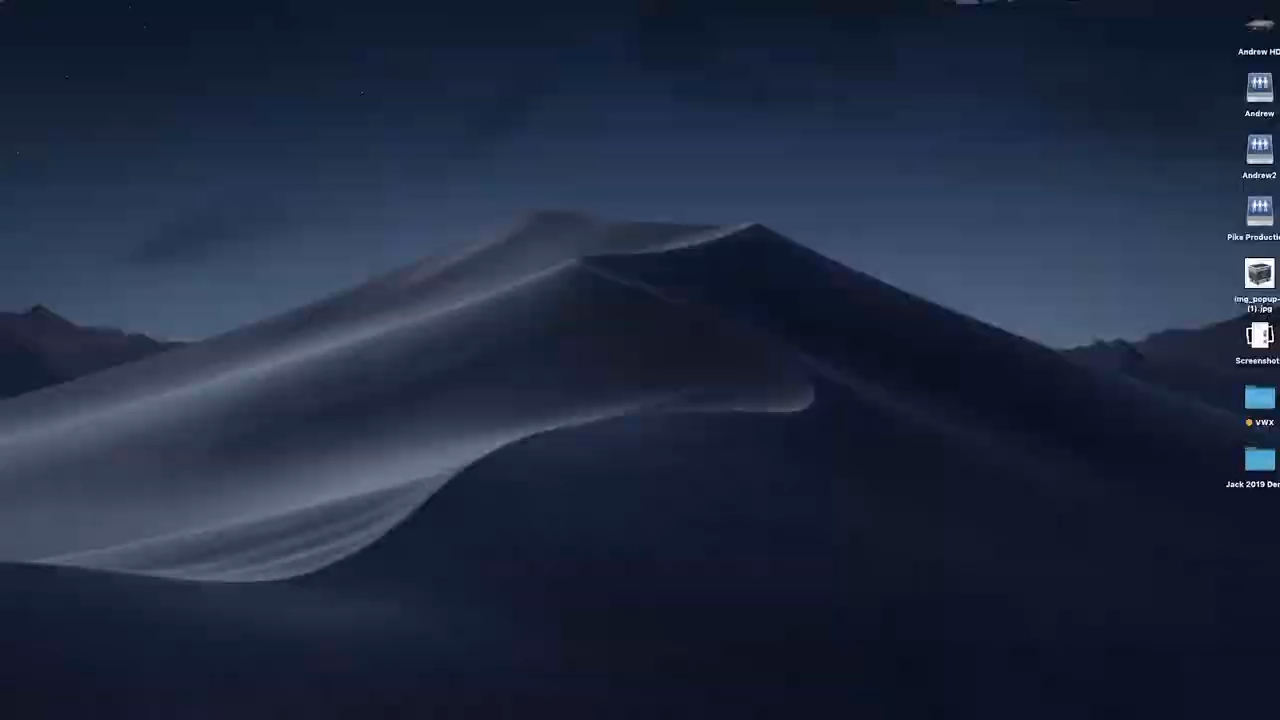 Andrew HD
Andrew
Andrew2
Pike Producti
img_popup-
(1).jpg
Screenshot
VWX
Jack 2019 Der